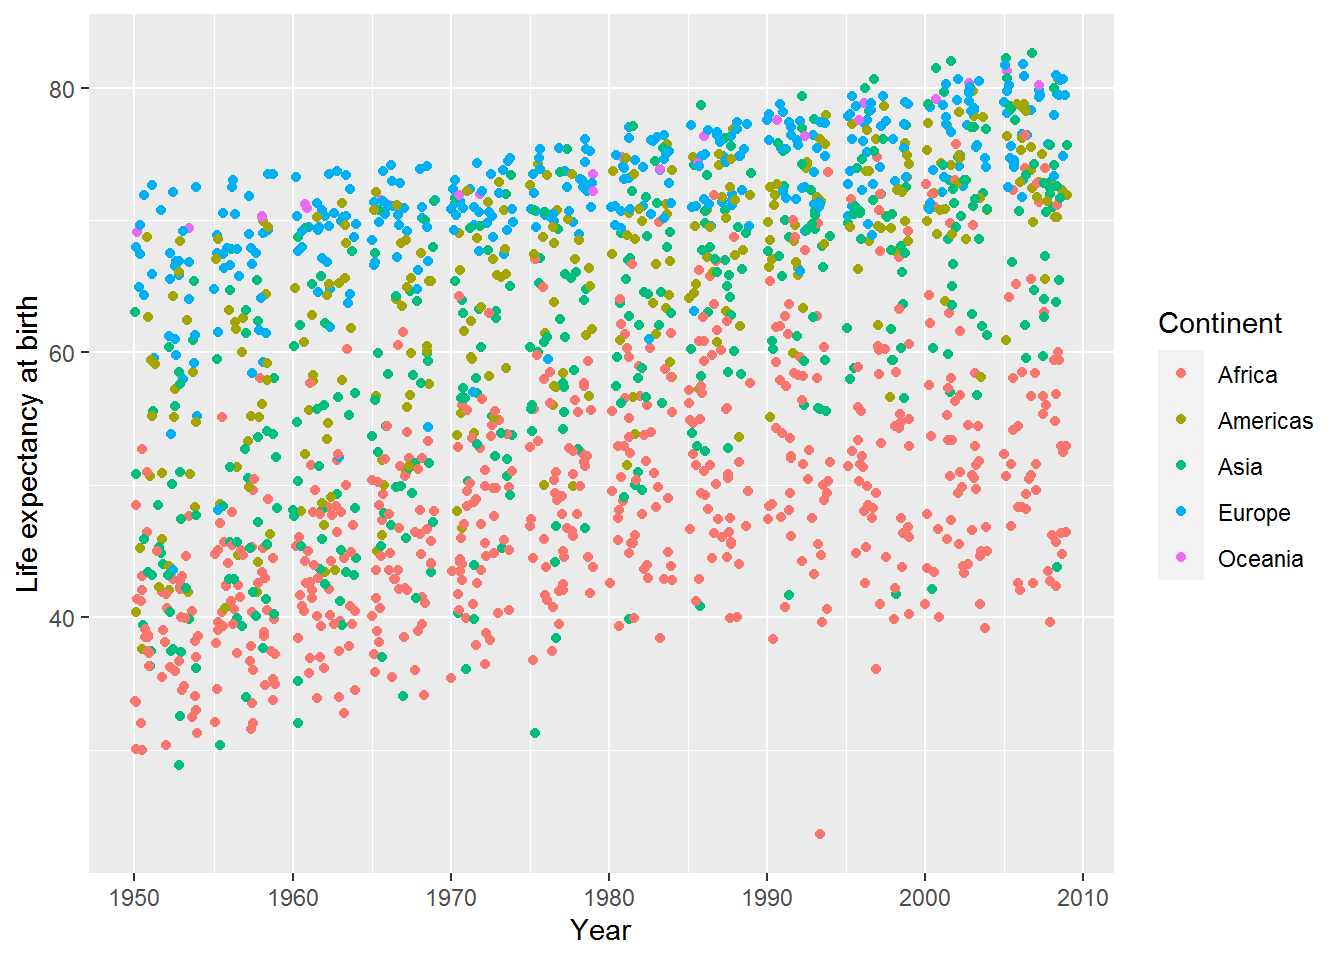 80
60
40
Life expectancy at birth
1950 1960 1970 1980 1990 2000 2010
Year
Continent
Africa
Americas
Asia
Europe
Oceania